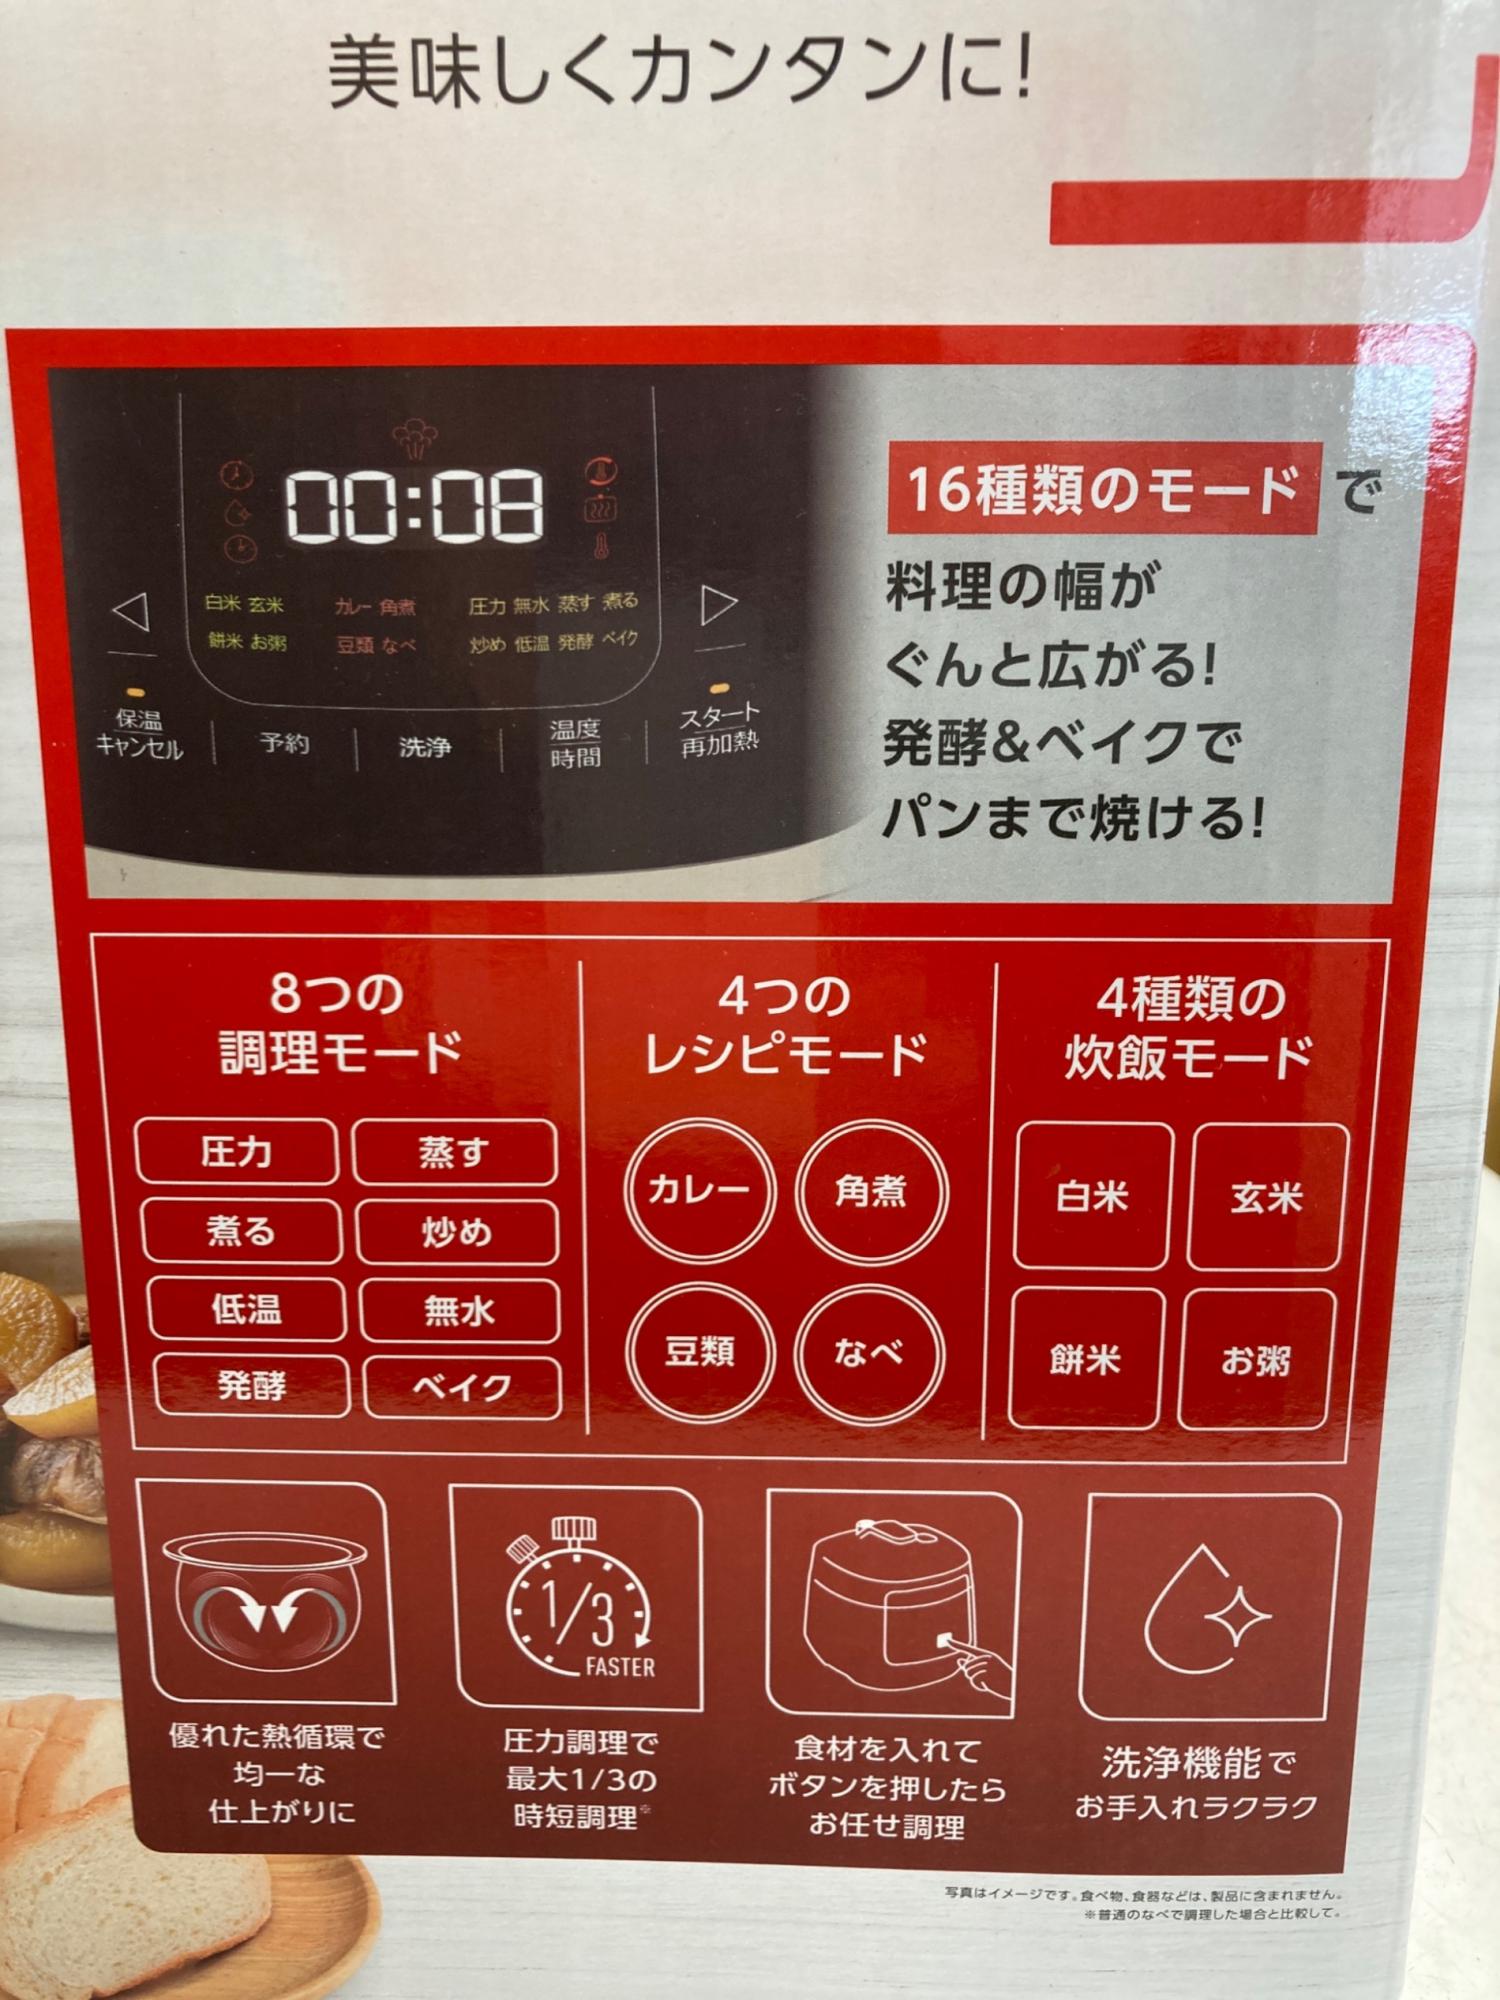 美味しくカンタンに!
00:08
白米 玄米 カレー 角煮 圧力 無水 蒸す 煮る
餅米 お粥 豆類 なべ 炒め 低温 発酵 ベイク
保温
キャンセル
予約
洗浄
温度
時間
スタート
再加熱
16種類のモードで
料理の幅が
ぐんと広がる!
発酵&ベイクで
パンまで焼ける!
8つの
調理モード
圧力 蒸す
煮る 炒め
低温 無水
発酵 ベイク
4つの
レシピモード
カレー 角煮
豆類 なべ
4種類の
炊飯モード
白米 玄米
餅米 お粥
優れた熱循環で
均一な
仕上がりに
1/3
FASTER
圧力調理で
最大1/3の
時短調理※
食材を入れて
ボタンを押したら
お任せ調理
洗浄機能で
お手入れラクラク
写真はイメージです。食べ物、食器などは、製品に含まれません。
※普通のなべで調理した場合と比較して。